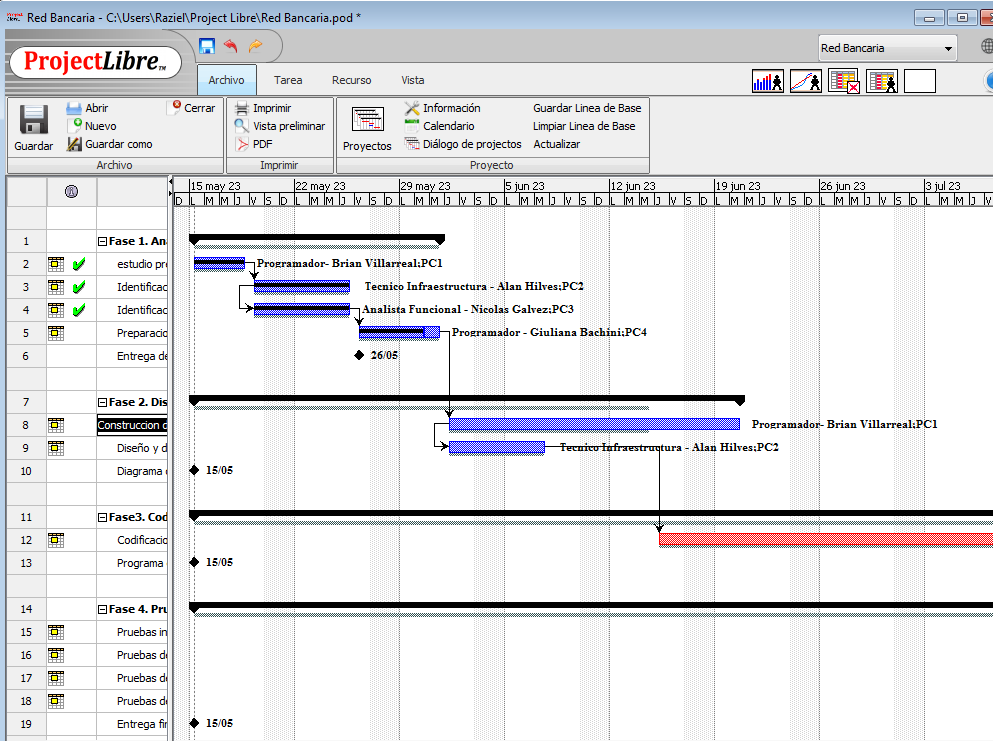 Red Bancaria - C:\Users\Raziel\Project Libre\Red Bancaria.pod *
ProjectLibre™
Red Bancaria
Archivo Tarea Recurso Vista
Guardar
Abrir
Nuevo
Guardar como
Cerrar
Archivo
Imprimir
Vista preliminar
PDF
Imprimir
Proyectos
Información
Calendario
Diálogo de projectos
Guardar Linea de Base
Limpiar Linea de Base
Actualizar
Proyecto
15 may 23 22 may 23 29 may 23 5 jun 23 12 jun 23 19 jun 23 26 jun 23 3 jul 23
D L M M J V S D L M M J V S D L M M J V S D L M M J V S D L M M J V S D L M M J V S D L M M J V S D L M M J V
1 Fase 1. An
2 estudio pr Programador- Brian Villarreal;PC1
3 Identificac Tecnico Infraestructura - Alan Hilves;PC2
4 Identificac Analista Funcional - Nicolas Galvez;PC3
5 Preparacio Programador - Giuliana Bachini;PC4
6 Entrega de 26/05
7 Fase 2. Dis
8 Construccion d Programador- Brian Villarreal;PC1
9 Diseño y d Tecnico Infraestructura - Alan Hilves;PC2
10 Diagrama 15/05
11 Fase3. Cod
12 Codificacio
13 Programa 15/05
14 Fase 4. Pru
15 Pruebas in
16 Pruebas de
17 Pruebas de
18 Pruebas de
19 Entrega fin 15/05